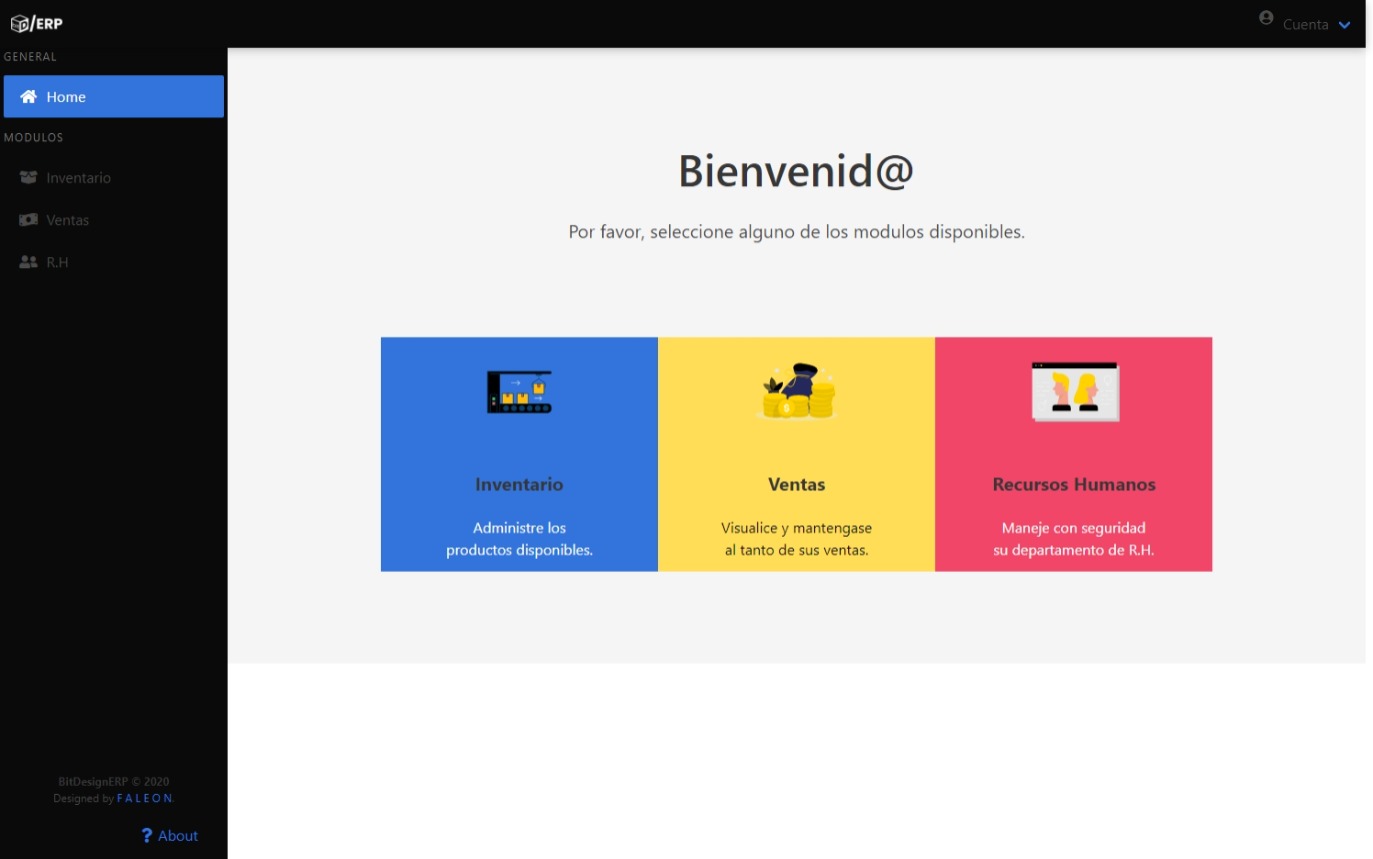 /ERP
Cuenta
GENERAL
Home
MODULOS
Inventario
Ventas
R.H
Bienvenid@
Por favor, seleccione alguno de los modulos disponibles.
Inventario
Administre los
productos disponibles.
Ventas
Visualice y mantengase
al tanto de sus ventas.
Recursos Humanos
Maneje con seguridad
su departamento de R.H.
BitDesignERP © 2020
Designed by FALEON.
? About